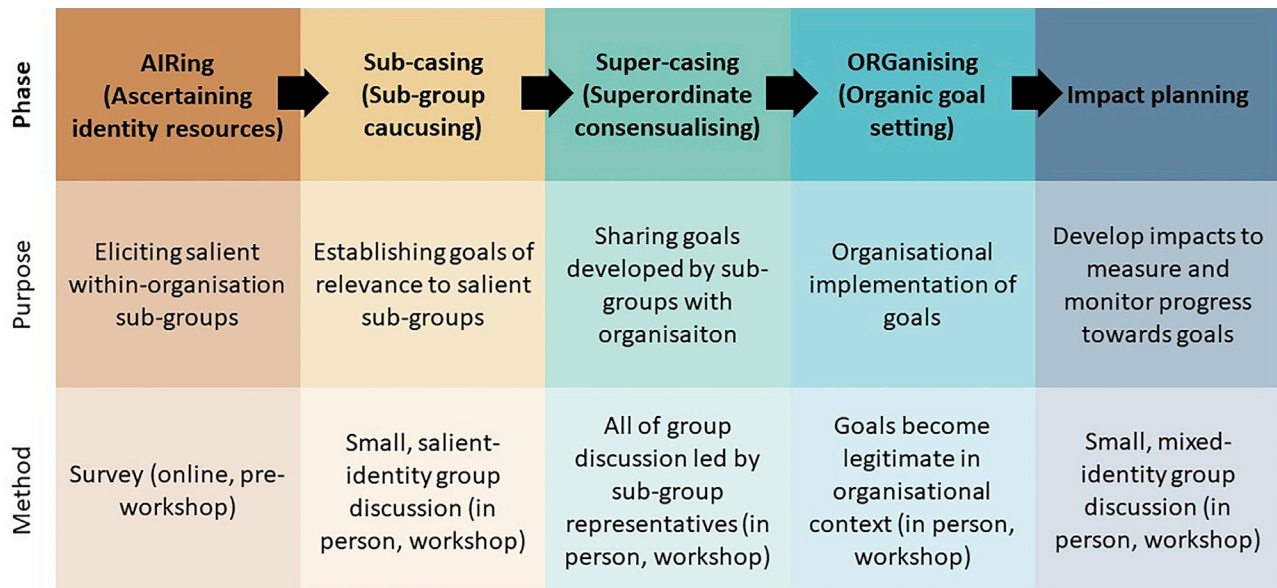 Phase
AIRing
(Ascertaining
identity resources)
Sub-casing
(Sub-group
caucusing)
Super-casing
(Superordinate
consensualising)
ORGanising
(Organic goal
setting)
Impact planning
Purpose
Eliciting salient
within-organisation
sub-groups
Establishing goals of
relevance to salient
sub-groups
Sharing goals
developed by sub-
groups with
organisaiton
Organisational
implementation of
goals
Develop impacts to
measure and
monitor progress
towards goals
Method
Survey (online, pre-
workshop)
Small, salient-
identity group
discussion (in
person, workshop)
All of group
discussion led by
sub-group
representatives (in
person, workshop)
Goals become
legitimate in
organisational
context (in person,
workshop)
Small, mixed-
identity group
discussion (in
person, workshop)